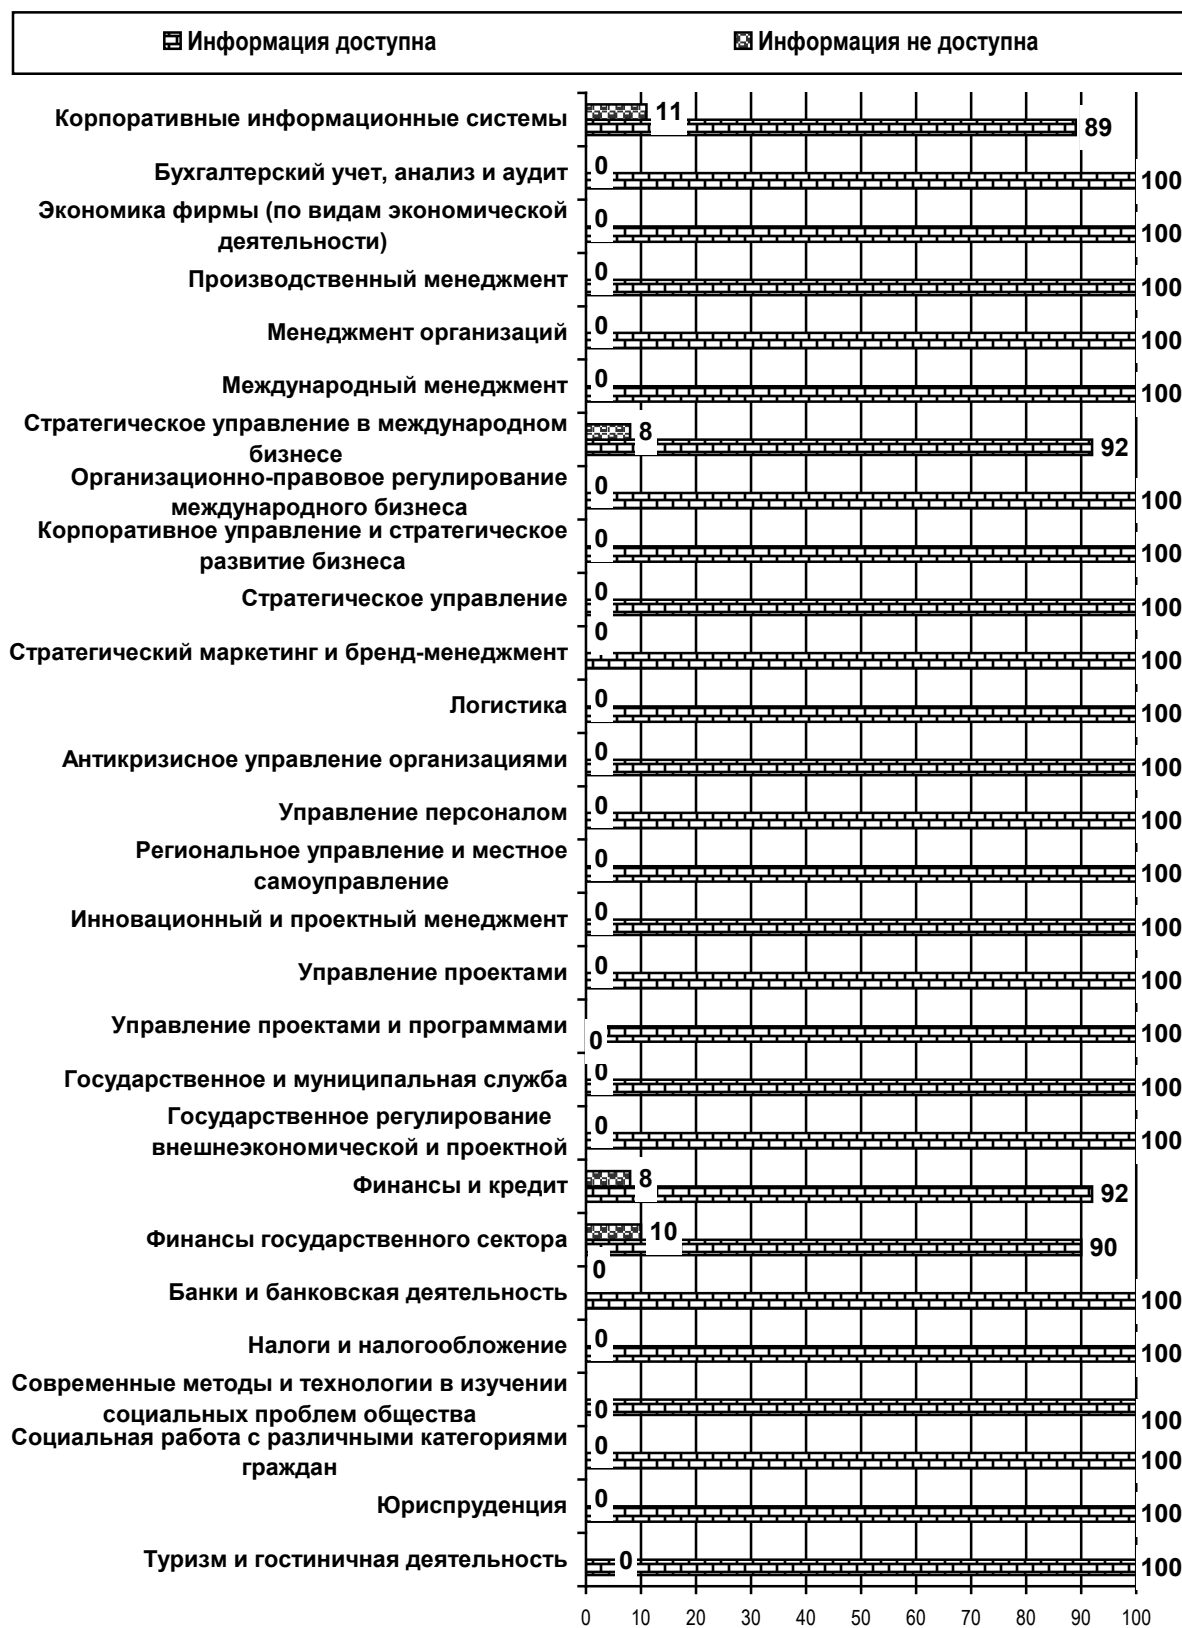 Информация доступна Информация не доступна
Корпоративные информационные системы 11 89
Бухгалтерский учет, анализ и аудит 0 100
Экономика фирмы (по видам экономической
деятельности) 0 100
Производственный менеджмент 0 100
Менеджмент организаций 0 100
Международный менеджмент 0 100
Стратегическое управление в международном
бизнесе 8 92
Организационно-правовое регулирование
международного бизнеса 0 100
Корпоративное управление и стратегическое
развитие бизнеса 0 100
Стратегическое управление 0 100
Стратегический маркетинг и бренд-менеджмент 0 100
Логистика 0 100
Антикризисное управление организациями 0 100
Управление персоналом 0 100
Региональное управление и местное
самоуправление 0 100
Инновационный и проектный менеджмент 0 100
Управление проектами 0 100
Управление проектами и программами 0 100
Государственное и муниципальная служба 0 100
Государственное регулирование
внешнеэкономической и проектной 0 100
Финансы и кредит 8 92
Финансы государственного сектора 10 90
Банки и банковская деятельность 0 100
Налоги и налогообложение 0 100
Современные методы и технологии в изучении
социальных проблем общества 0 100
Социальная работа с различными категориями
граждан 0 100
Юриспруденция 0 100
Туризм и гостиничная деятельность 0 100
0 10 20 30 40 50 60 70 80 90 100